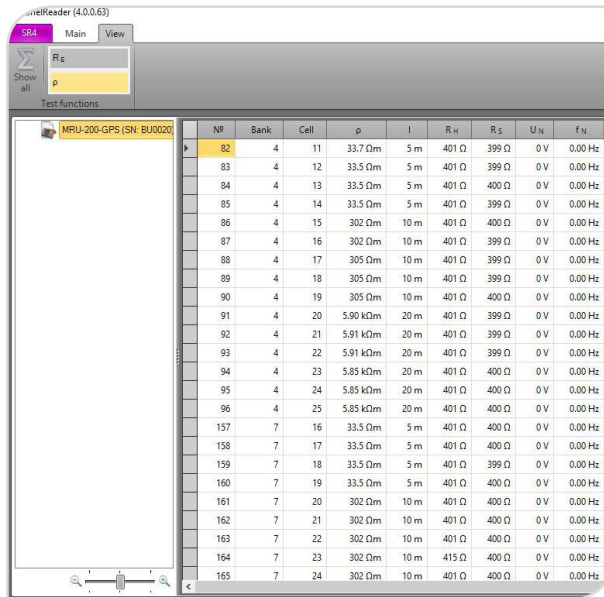 nelReader (4.0.0.63)
SR4 Main View
Show all
RE
ρ
Test functions
MRU-200-GPS (SN: BU0020
Nº Bank Cell ρ l R H R S U N f N
82 4 11 33.7 Ωm 5 m 401 Ω 399 Ω 0 V 0.00 Hz
83 4 12 33.5 Ωm 5 m 401 Ω 399 Ω 0 V 0.00 Hz
84 4 13 33.5 Ωm 5 m 401 Ω 400 Ω 0 V 0.00 Hz
85 4 14 33.5 Ωm 5 m 401 Ω 399 Ω 0 V 0.00 Hz
86 4 15 302 Ωm 10 m 401 Ω 400 Ω 0 V 0.00 Hz
87 4 16 302 Ωm 10 m 401 Ω 399 Ω 0 V 0.00 Hz
88 4 17 305 Ωm 10 m 401 Ω 399 Ω 0 V 0.00 Hz
89 4 18 305 Ωm 10 m 401 Ω 399 Ω 0 V 0.00 Hz
90 4 19 305 Ωm 10 m 401 Ω 400 Ω 0 V 0.00 Hz
91 4 20 5.90 kΩm 20 m 401 Ω 399 Ω 0 V 0.00 Hz
92 4 21 5.91 kΩm 20 m 401 Ω 399 Ω 0 V 0.00 Hz
93 4 22 5.91 kΩm 20 m 401 Ω 399 Ω 0 V 0.00 Hz
94 4 23 5.85 kΩm 20 m 401 Ω 400 Ω 0 V 0.00 Hz
95 4 24 5.85 kΩm 20 m 401 Ω 400 Ω 0 V 0.00 Hz
96 4 25 5.85 kΩm 20 m 401 Ω 400 Ω 0 V 0.00 Hz
157 7 16 33.5 Ωm 5 m 401 Ω 400 Ω 0 V 0.00 Hz
158 7 17 33.5 Ωm 5 m 401 Ω 400 Ω 0 V 0.00 Hz
159 7 18 33.5 Ωm 5 m 401 Ω 399 Ω 0 V 0.00 Hz
160 7 19 33.5 Ωm 5 m 401 Ω 400 Ω 0 V 0.00 Hz
161 7 20 302 Ωm 10 m 401 Ω 400 Ω 0 V 0.00 Hz
162 7 21 302 Ωm 10 m 401 Ω 400 Ω 0 V 0.00 Hz
163 7 22 302 Ωm 10 m 401 Ω 400 Ω 0 V 0.00 Hz
164 7 23 302 Ωm 10 m 415 Ω 400 Ω 0 V 0.00 Hz
165 7 24 302 Ωm 10 m 401 Ω 400 Ω 0 V 0.00 Hz